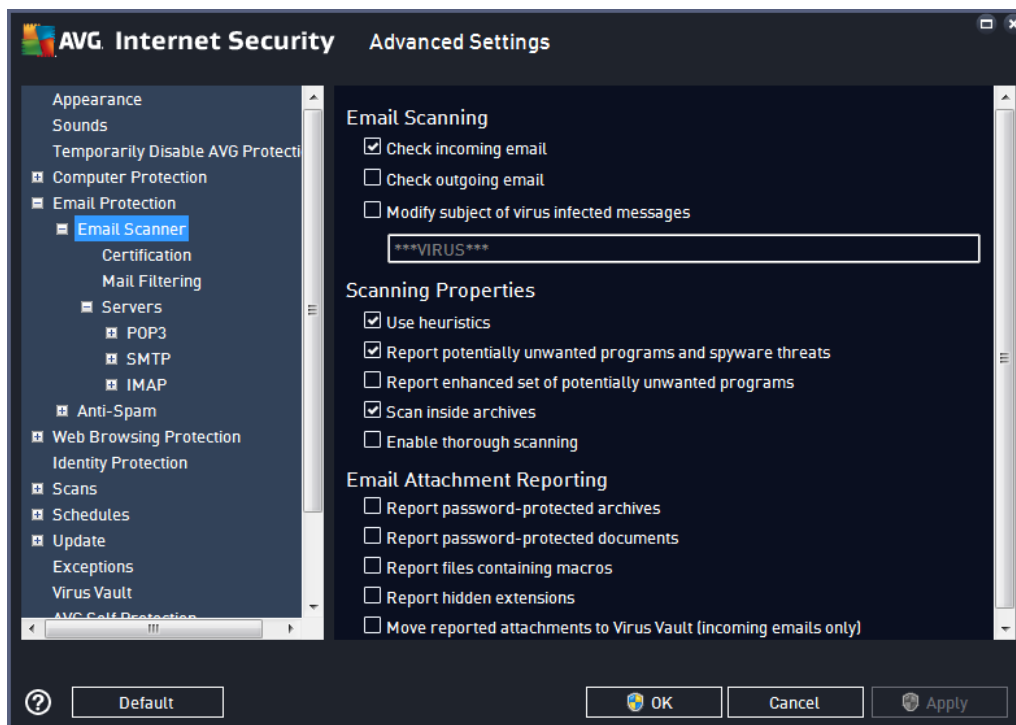 AVG. Internet Security Advanced Settings
Appearance
Sounds
Temporarily Disable AVG Protecti
Computer Protection
Email Protection
Email Scanner
Certification
Mail Filtering
Servers
POP3
SMTP
IMAP
Anti-Spam
Web Browsing Protection
Identity Protection
Scans
Schedules
Update
Exceptions
Virus Vault
AVG Self Protection
Email Scanning
Check incoming email
Check outgoing email
Modify subject of virus infected messages
***VIRUS***
Scanning Properties
Use heuristics
Report potentially unwanted programs and spyware threats
Report enhanced set of potentially unwanted programs
Scan inside archives
Enable thorough scanning
Email Attachment Reporting
Report password-protected archives
Report password-protected documents
Report files containing macros
Report hidden extensions
Move reported attachments to Virus Vault (incoming emails only)
? Default OK Cancel Apply